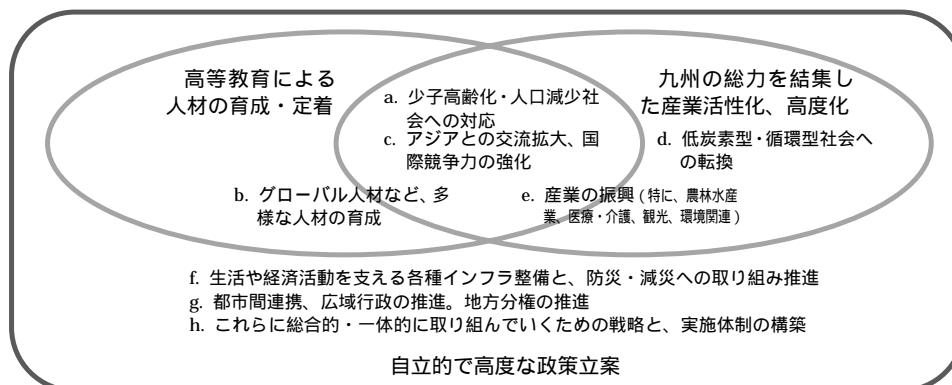 高等教育による
人材の育成・定着
a. 少子高齢化・人口減少社
会への対応
c. アジアとの交流拡大、国
際競争力の強化
九州の総力を結集し
た産業活性化、高度化
d. 低炭素型・循環型社会へ
の転換
b. グローバル人材など、多
様な人材の育成
e. 産業の振興(特に、農林水産
業、医療・介護、観光、環境関連)
f. 生活や経済活動を支える各種インフラ整備と、防災・減災への取り組み推進
g. 都市間連携、広域行政の推進。地方分権の推進
h. これらに総合的・一体的に取り組んでいくための戦略と、実施体制の構築
自立的で高度な政策立案